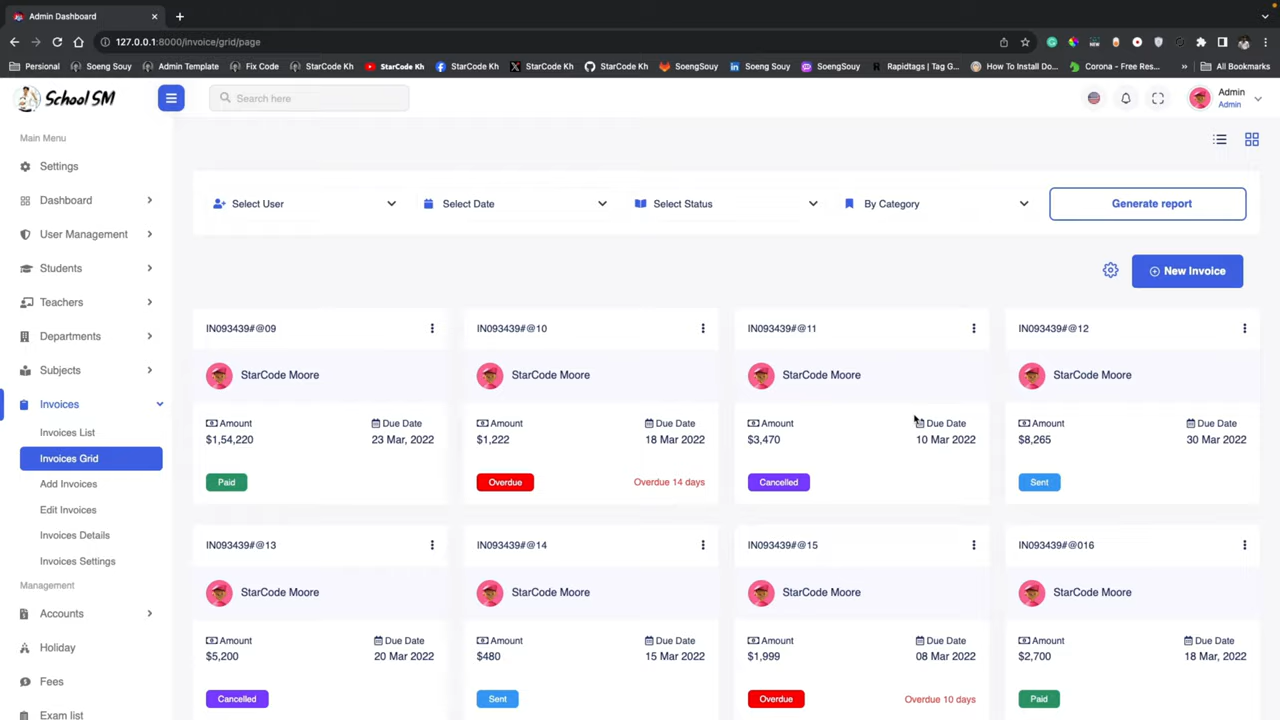 Admin Dashboard
127.0.0.1:8000/invoice/grid/page
Personal Soeng Souy Admin Template Fix Code StarCode Kh StarCode Kh StarCode Kh StarCode Kh StarCode Kh SoengSouy Soeng Souy SoengSouy Rapidtags | Tag G... How To Install Do... Corona - Free Res... » All Bookmarks
School SM
Search here
Admin
Admin
Main Menu
Settings
Dashboard
User Management
Students
Teachers
Departments
Subjects
Invoices
Invoices List
Invoices Grid
Add Invoices
Edit Invoices
Invoices Details
Invoices Settings
Management
Accounts
Holiday
Fees
Exam list
Select User Select Date Select Status By Category Generate report
New Invoice
IN093439#@09
StarCode Moore
Amount Due Date
$1,54,220 23 Mar, 2022
Paid
IN093439#@10
StarCode Moore
Amount Due Date
$1,222 18 Mar 2022
Overdue Overdue 14 days
IN093439#@11
StarCode Moore
Amount Due Date
$3,470 10 Mar 2022
Cancelled
IN093439#@12
StarCode Moore
Amount Due Date
$8,265 30 Mar 2022
Sent
IN093439#@13
StarCode Moore
Amount Due Date
$5,200 20 Mar 2022
Cancelled
IN093439#@14
StarCode Moore
Amount Due Date
$480 15 Mar 2022
Sent
IN093439#@15
StarCode Moore
Amount Due Date
$1,999 08 Mar 2022
Overdue Overdue 10 days
IN093439#@016
StarCode Moore
Amount Due Date
$2,700 18 Mar, 2022
Paid